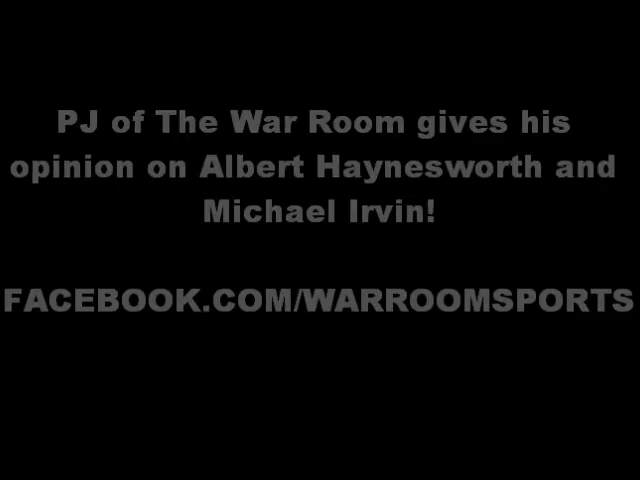 PJ of The War Room gives his
opinion on Albert Haynesworth and
Michael Irvin!
FACEBOOK.COM/WARROOMSPORTS